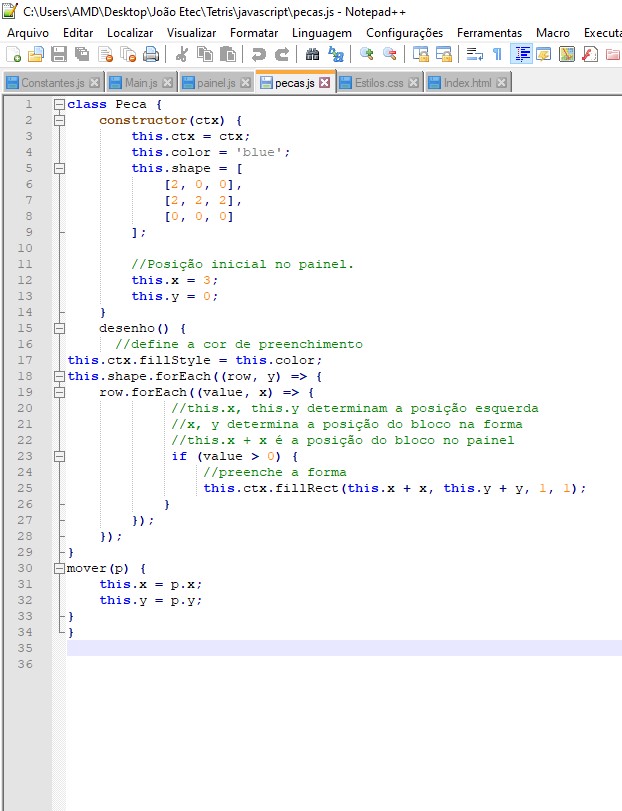 C:\Users\AMD\Desktop\João Etec\Tetris\javascript\pecas.js - Notepad++
Arquivo Editar Localizar Visualizar Formatar Linguagem Configurações Ferramentas Macro Executa
Constantes.js Main.js painel.js pecas.js Estilos.css Index.html
1 class Peca {
2     constructor(ctx) {
3         this.ctx = ctx;
4         this.color = 'blue';
5         this.shape = [
6             [2, 0, 0],
7             [2, 2, 2],
8             [0, 0, 0]
9         ];
10
11         //Posição inicial no painel.
12         this.x = 3;
13         this.y = 0;
14     }
15     desenho() {
16       //define a cor de preenchimento
17 this.ctx.fillStyle = this.color;
18 this.shape.forEach((row, y) => {
19     row.forEach((value, x) => {
20              //this.x, this.y determinam a posição esquerda
21              //x, y determina a posição do bloco na forma
22              //this.x + x é a posição do bloco no painel
23              if (value > 0) {
24                  //preenche a forma
25                  this.ctx.fillRect(this.x + x, this.y + y, 1, 1);
26             }
27         });
28     });
29 }
30 mover(p) {
31     this.x = p.x;
32     this.y = p.y;
33 }
34 }
35
36